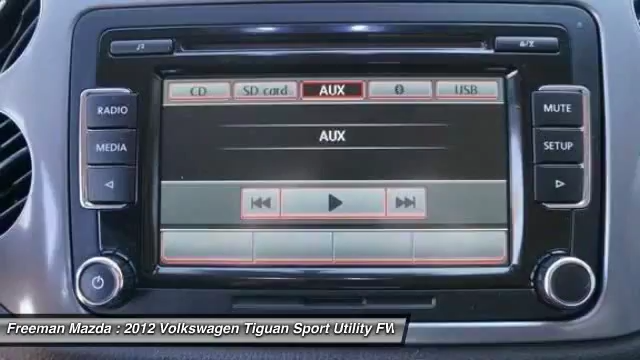 CD SD card AUX USB
RADIO
MEDIA
AUX
MUTE
SETUP
Freeman Mazda : 2012 Volkswagen Tiguan Sport Utility FW